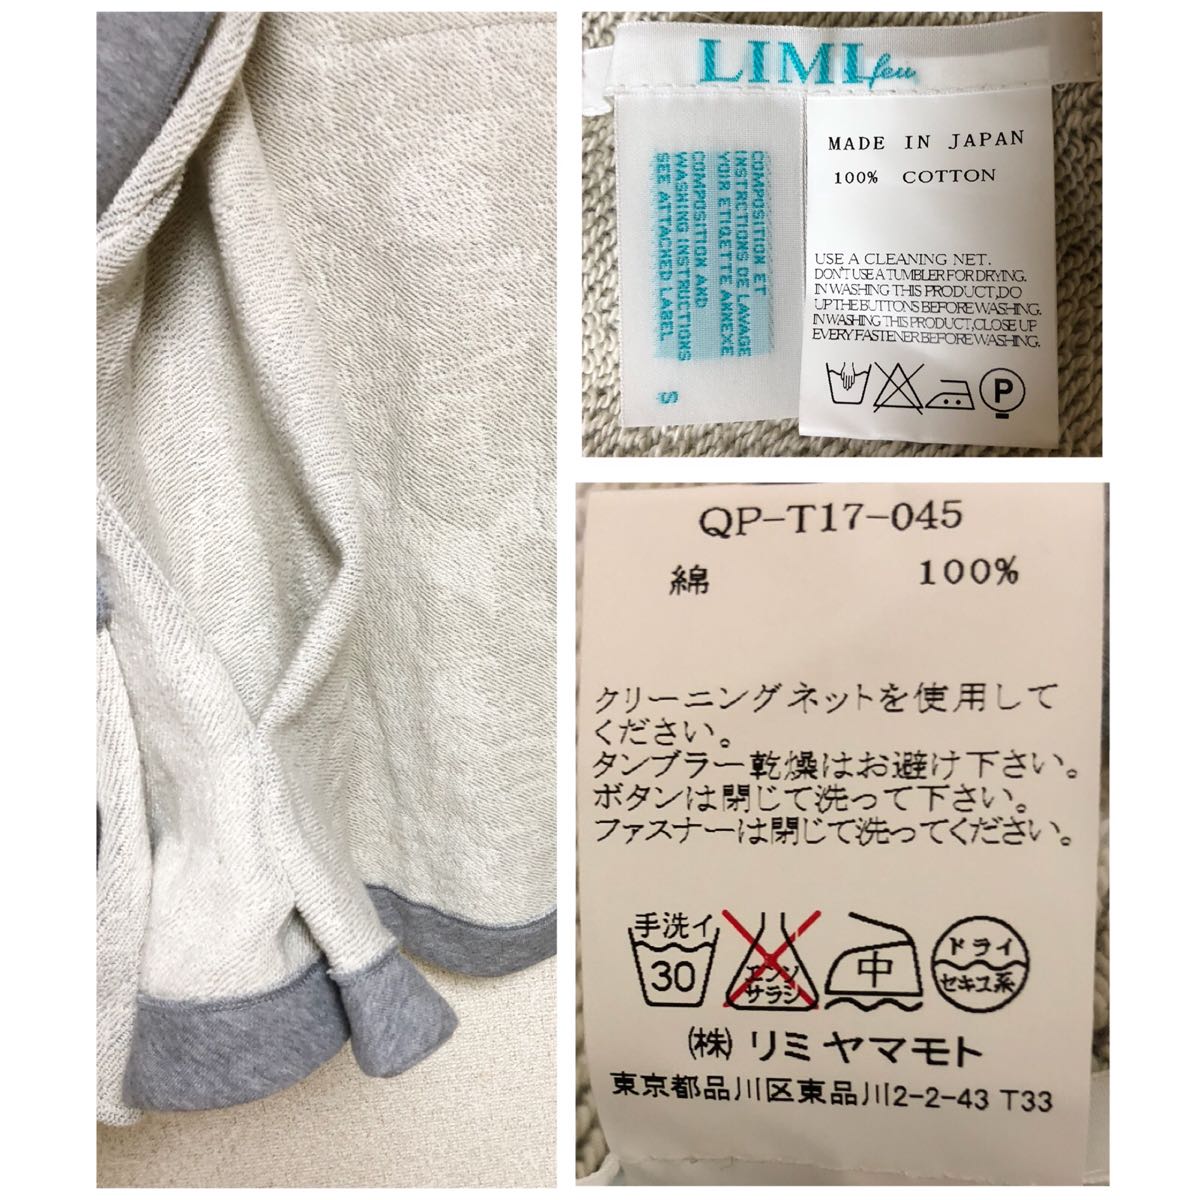 LIMI feu
COMPOSITION ET
INSTRCTIONS DE LAVAGE
VOIR ETIQETTE ANNEXE
COMPOSITION AND
WASHING INSTRUCTIONS
SEE ATTACHED LABEL
S
MADE IN JAPAN
100% COTTON
USE A CLEANING NET.
DON'T USE A TUMBLER FOR DRYING.
IN WASHING THIS PRODUCT,DO
UP THE BUTTONS BEFORE WASHING.
IN WASHING THIS PRODUCT,CLOSE UP
EVERY FASTENER BEFORE WASHING.
P
QP-T17-045
綿 100%
クリーニングネットを使用して
ください。
タンブラー乾燥はお避け下さい。
ボタンは閉じて洗って下さい。
ファスナーは閉じて洗ってください。
手洗イ
30
エンソ
サラシ
中
ドライ
セキユ系
㈱リミヤマモト
東京都品川区東品川2-2-43 T33